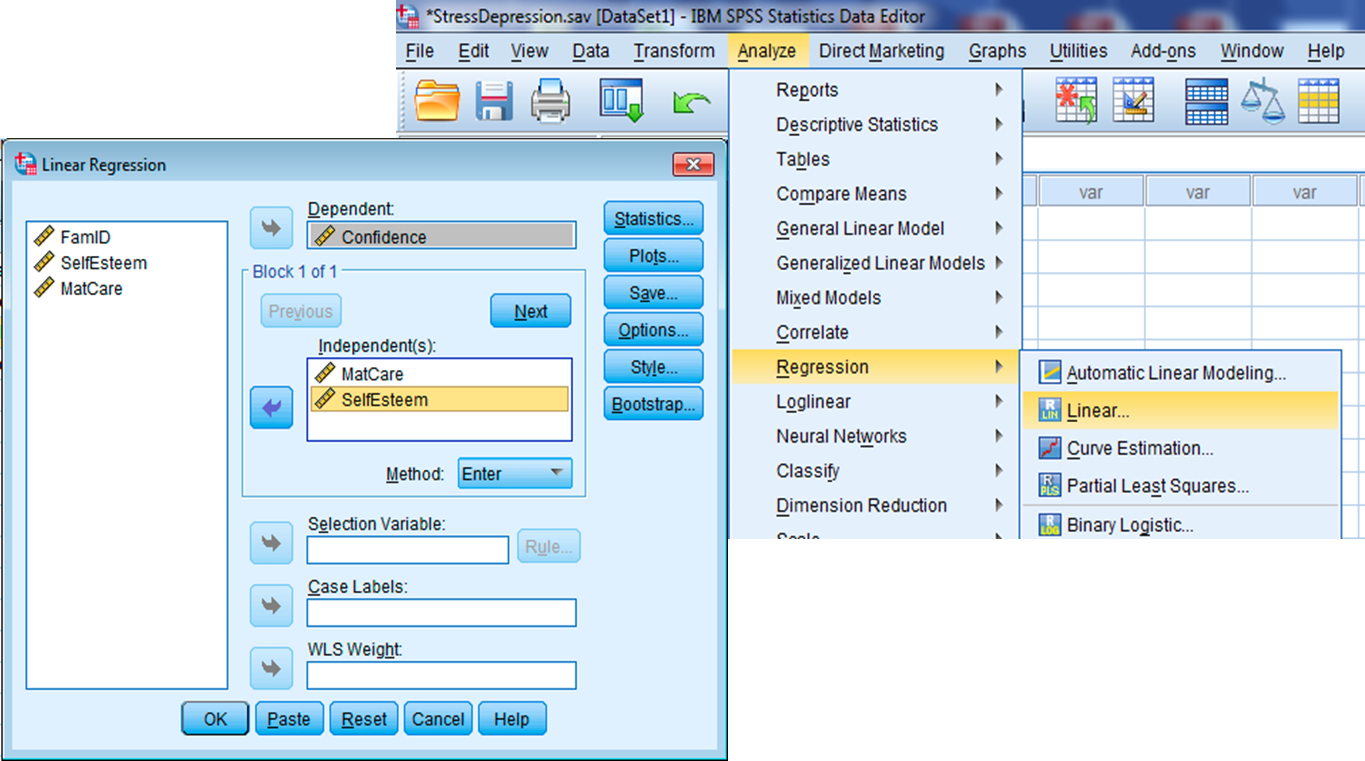 *StressDepression.sav [DataSet1] - IBM SPSS Statistics Data Editor
File Edit View Data Transform Analyze Direct Marketing Graphs Utilities Add-ons Window Help
Reports
Descriptive Statistics
Tables
Compare Means
General Linear Model
Generalized Linear Models
Mixed Models
Correlate
Regression
Loglinear
Neural Networks
Classify
Dimension Reduction
Scale
var var var
Automatic Linear Modeling...
R LIN Linear...
Curve Estimation...
R PLS Partial Least Squares...
R LOG Binary Logistic...
Linear Regression
FamID
SelfEsteem
MatCare
Dependent:
Confidence
Block 1 of 1
Previous Next
Independent(s):
MatCare
SelfEsteem
Method: Enter
Selection Variable:
Rule...
Case Labels:
WLS Weight:
Statistics...
Plots...
Save...
Options...
Style...
Bootstrap...
OK Paste Reset Cancel Help